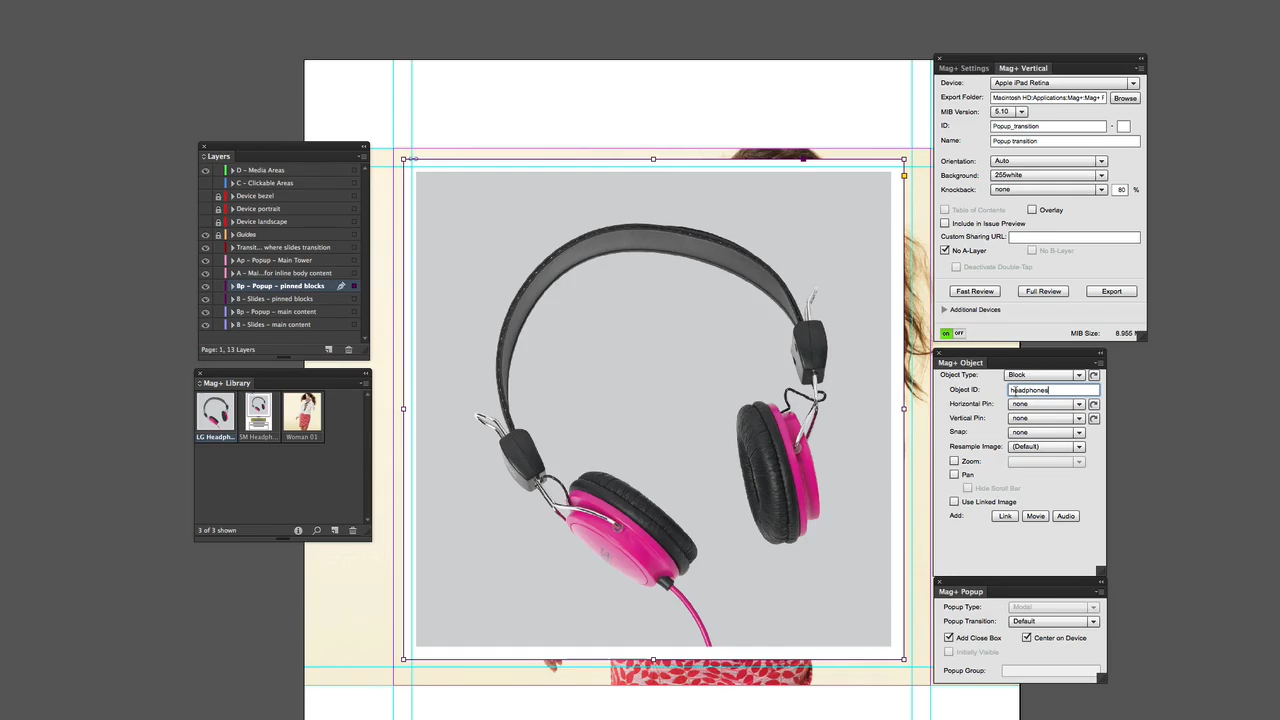 Layers
D - Media Areas
C - Clickable Areas
Device bezel
Device portrait
Device landscape
Guides
Transit... where slides transition
Ap - Popup - Main Tower
A - Mai...for inline body content
Bp - Popup - pinned blocks
B - Slides - pinned blocks
Bp - Popup - main content
B - Slides - main content
Page: 1, 13 Layers
Mag+ Library
LG Headph..
SM Headph...
Woman 01
3 of 3 shown
Mag+ Settings
Mag+ Vertical
Device:
Apple iPad Retina
Export Folder:
Macintosh HD:Applications:Mag+:Mag+
Browse
MIB Version:
5.10
ID:
Popup_transition
-
Name:
Popup transition
Orientation:
Auto
Background:
255white
Knockback:
none
80
%
Table of Contents
Overlay
Include in Issue Preview
Custom Sharing URL:
No A-Layer
No B-Layer
Deactivate Double-Tap
Fast Review
Full Review
Export
Additional Devices
on
OFF
MIB Size:
8.955
Mag+ Object
Object Type:
Block
Object ID:
headphones
Horizontal Pin:
none
Vertical Pin:
none
Snap:
none
Resample Image:
(Default)
Zoom:
Pan
Hide Scroll Bar
Use Linked Image
Add:
Link
Movie
Audio
Mag+ Popup
Popup Type:
Modal
Popup Transition:
Default
Add Close Box
Center on Device
Initially Visible
Popup Group: